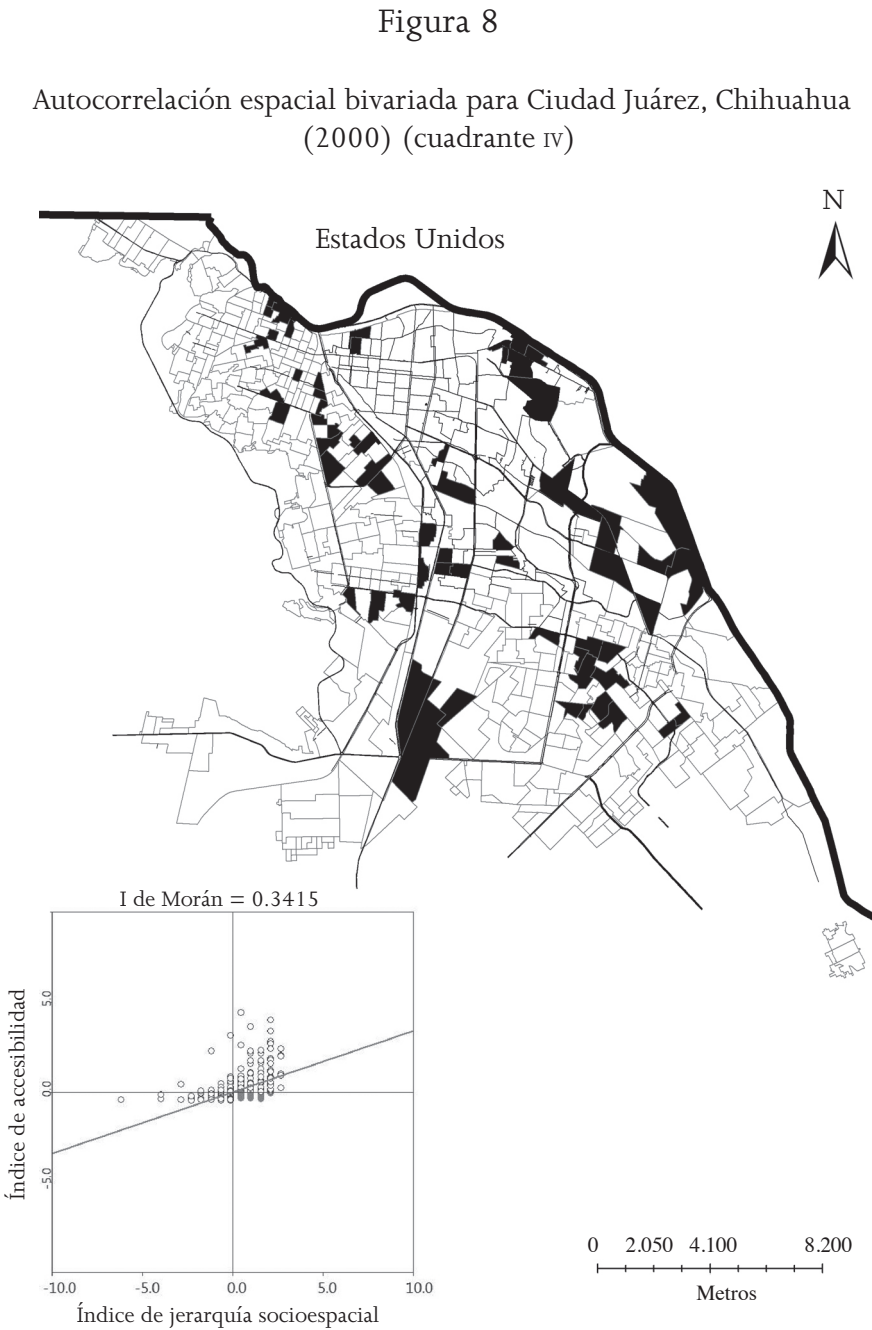 Figura 8
Autocorrelación espacial bivariada para Ciudad Juárez, Chihuahua
(2000) (cuadrante IV)
N
Estados Unidos
I de Morán = 0.3415
Índice de accesibilidad
5.0
0.0
-5.0
-10.0 -5.0 0.0 5.0 10.0
Índice de jerarquía socioespacial
0 2.050 4.100 8.200
Metros